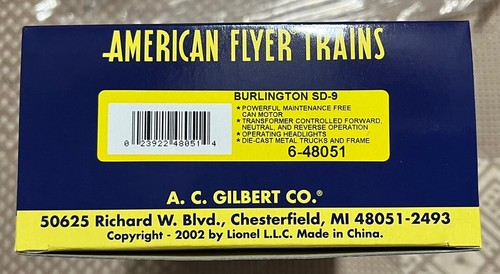 AMERICAN FLYER TRAINS
BURLINGTON SD-9
★ POWERFUL MAINTENANCE FREE
CAN MOTOR
★ TRANSFORMER CONTROLLED FORWARD,
NEUTRAL, AND REVERSE OPERATION
★ OPERATING HEADLIGHTS
★ DIE-CAST METAL TRUCKS AND FRAME
0 23922 48051 4
6-48051
A. C. GILBERT CO.®
50625 Richard W. Blvd., Chesterfield, MI 48051-2493
Copyright - 2002 by Lionel L.L.C. Made in China.